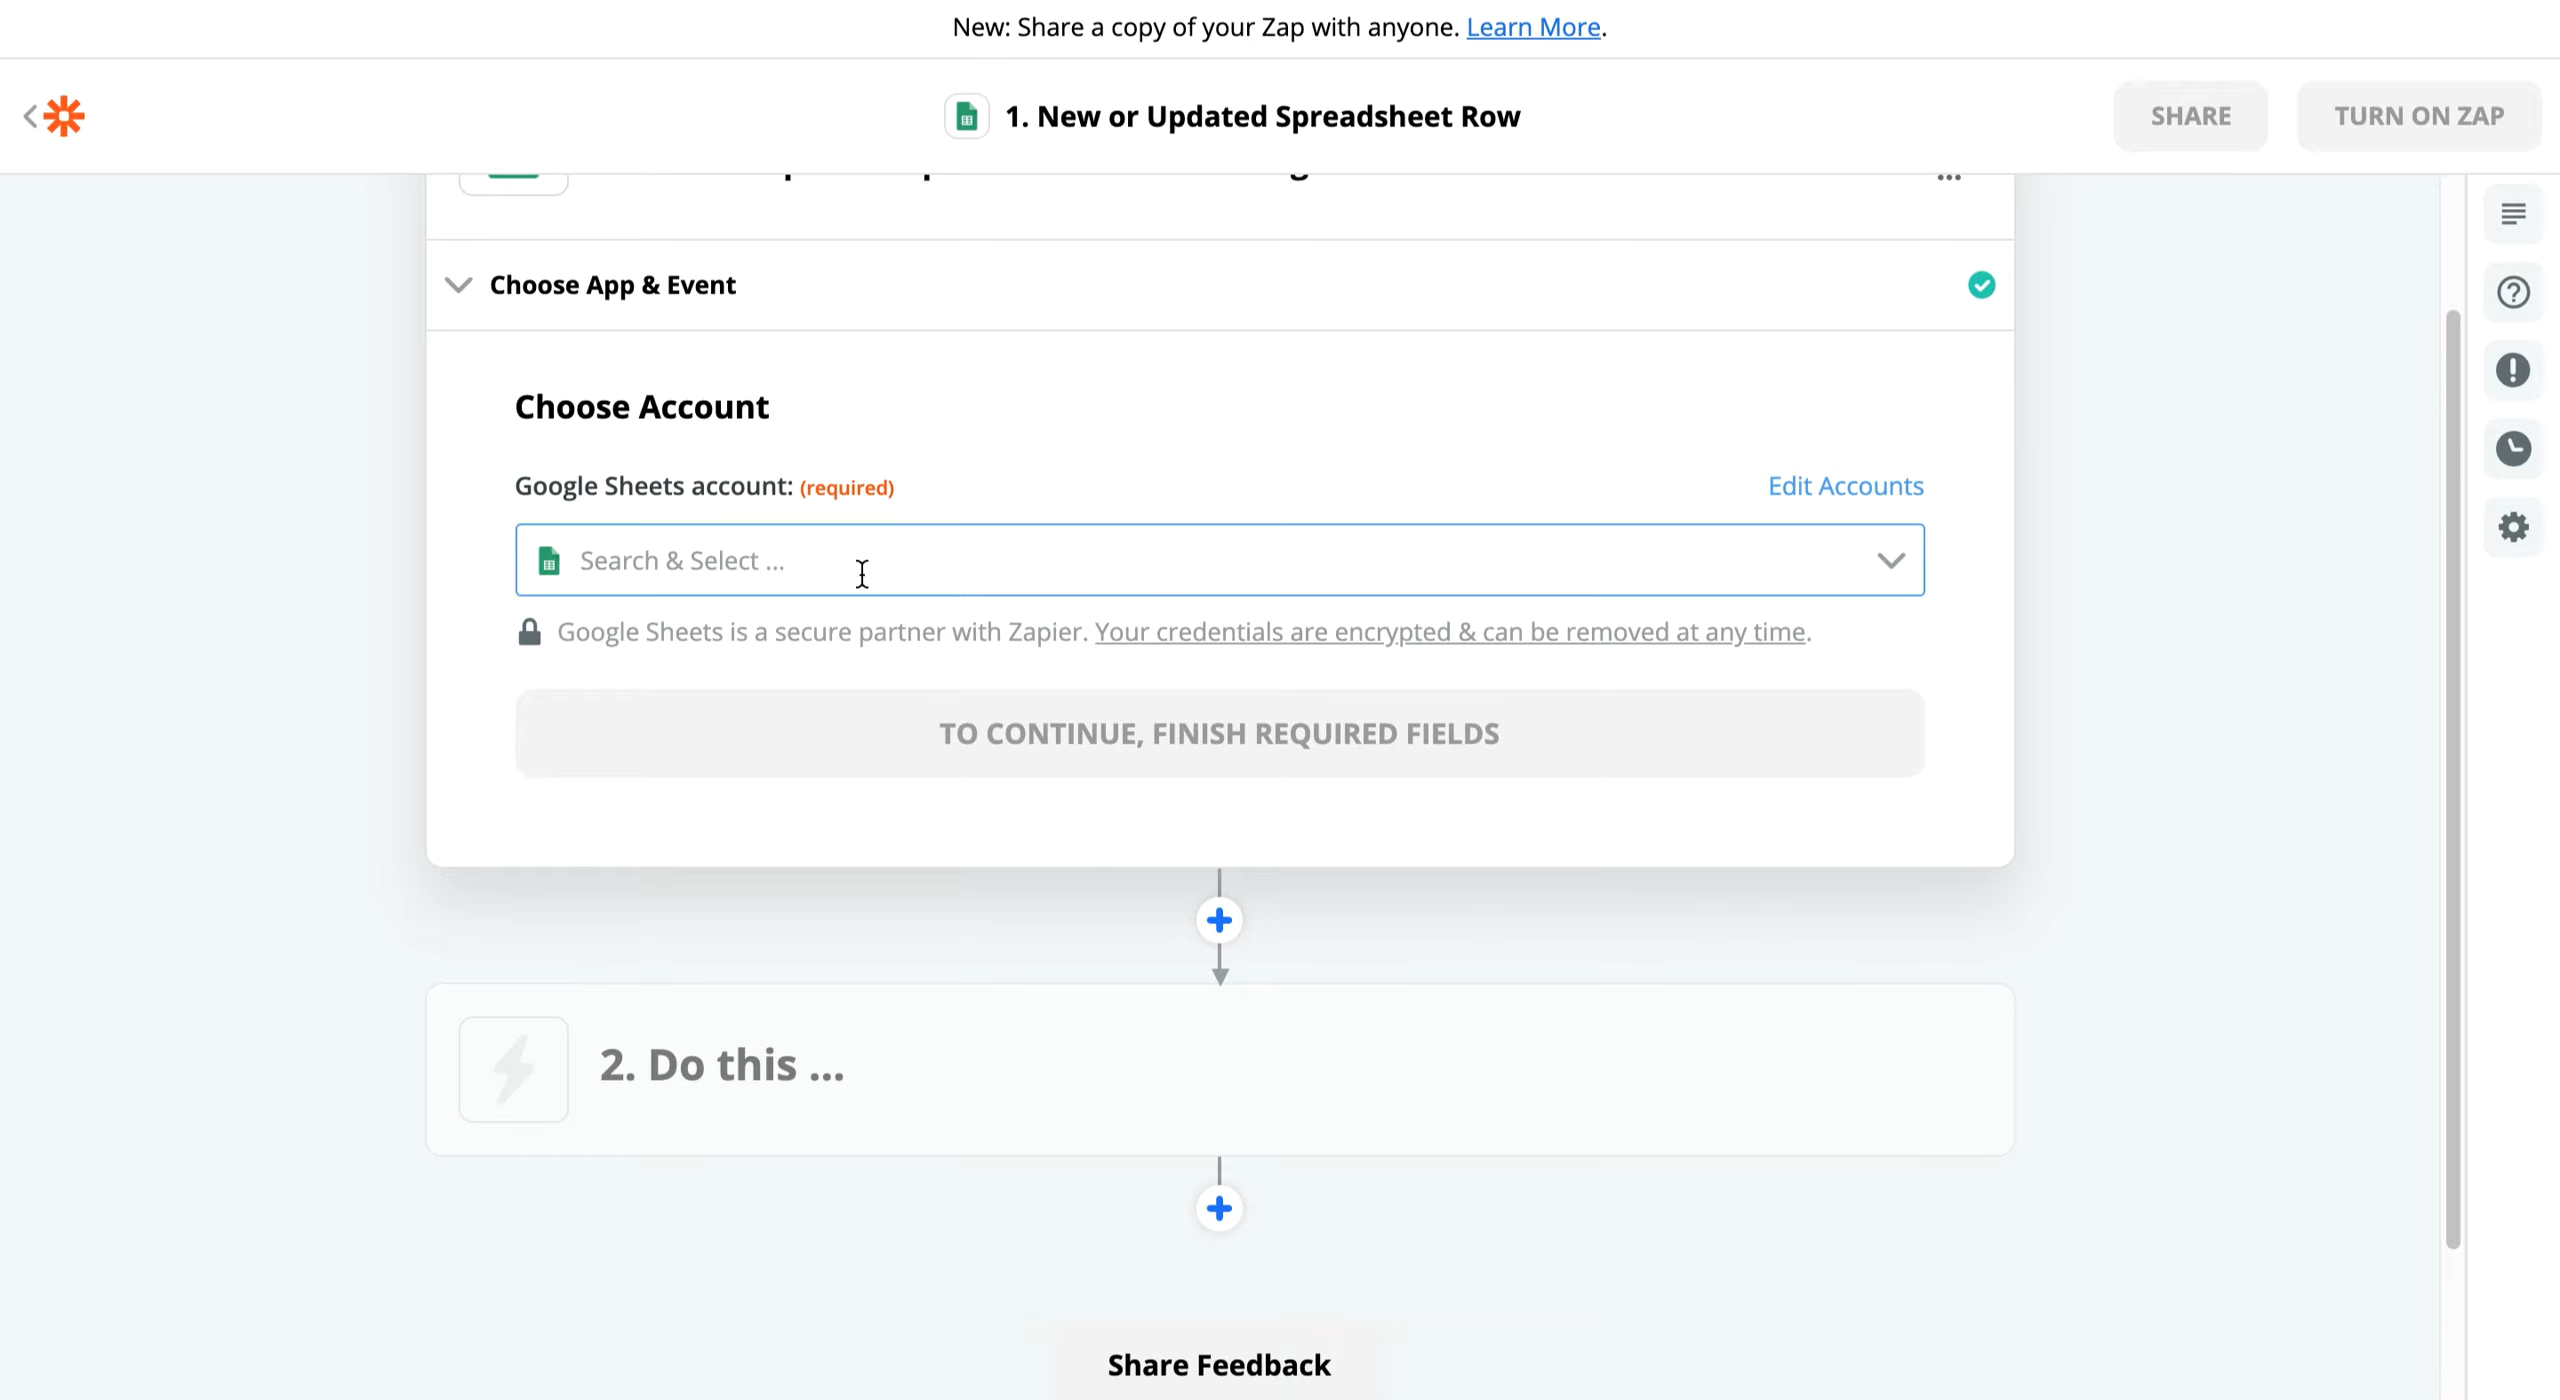 New: Share a copy of your Zap with anyone. Learn More.
1. New or Updated Spreadsheet Row
SHARE
TURN ON ZAP
Choose App & Event
Choose Account
Google Sheets account: (required)
Edit Accounts
Search & Select ...
Google Sheets is a secure partner with Zapier. Your credentials are encrypted & can be removed at any time.
TO CONTINUE, FINISH REQUIRED FIELDS
2. Do this ...
Share Feedback